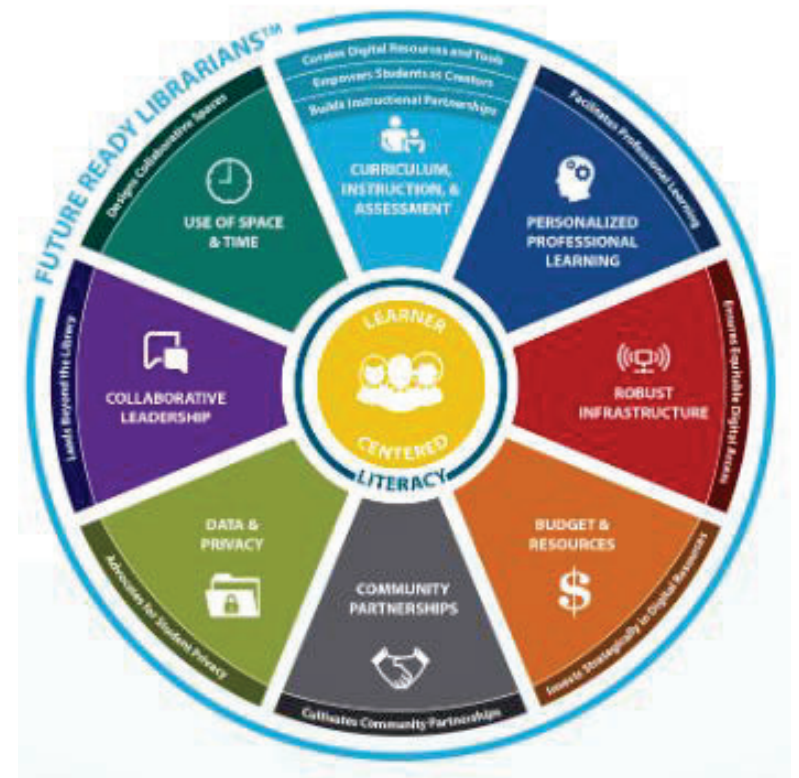 FUTURE READY LIBRARIANS™
Curates Digital Resources and Tools
Empowers Students as Creators
Builds Instructional Partnerships
CURRICULUM,
INSTRUCTION, &
ASSESSMENT
Facilitates Professional Learning
PERSONALIZED
PROFESSIONAL
LEARNING
Ensures Equitable Digital Access
ROBUST
INFRASTRUCTURE
Invests Strategically in Digital Resources
BUDGET &
RESOURCES
$
Cultivates Community Partnerships
COMMUNITY
PARTNERSHIPS
Advocates for Student Privacy
DATA &
PRIVACY
Leads Beyond the Library
COLLABORATIVE
LEADERSHIP
Designs Collaborative Spaces
USE OF SPACE
& TIME
LEARNER
CENTERED
LITERACY